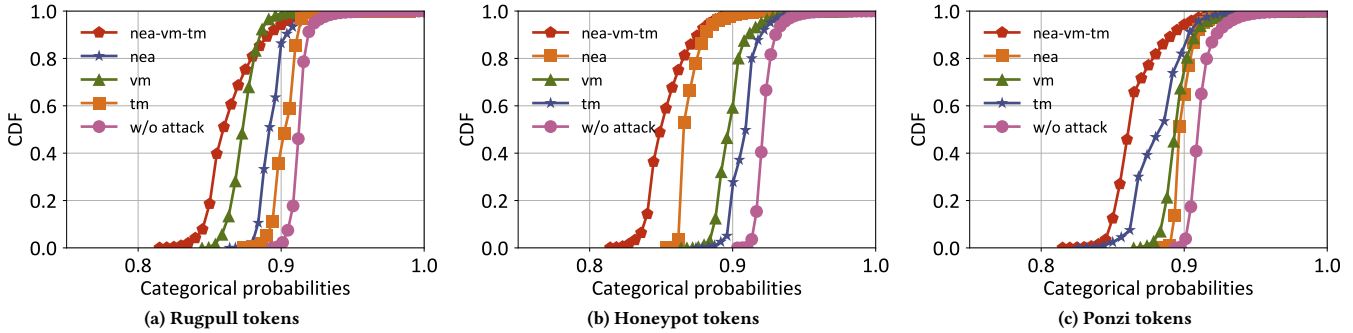 1.0
0.8
0.6
0.4
0.2
0.0
CDF
nea-vm-tm
nea
vm
tm
w/o attack
0.8 0.9 1.0
Categorical probabilities
(a) Rugpull tokens
1.0
0.8
0.6
0.4
0.2
0.0
CDF
nea-vm-tm
nea
vm
tm
w/o attack
0.8 0.9 1.0
Categorical probabilities
(b) Honeypot tokens
1.0
0.8
0.6
0.4
0.2
0.0
CDF
nea-vm-tm
nea
vm
tm
w/o attack
0.8 0.9 1.0
Categorical probabilities
(c) Ponzi tokens